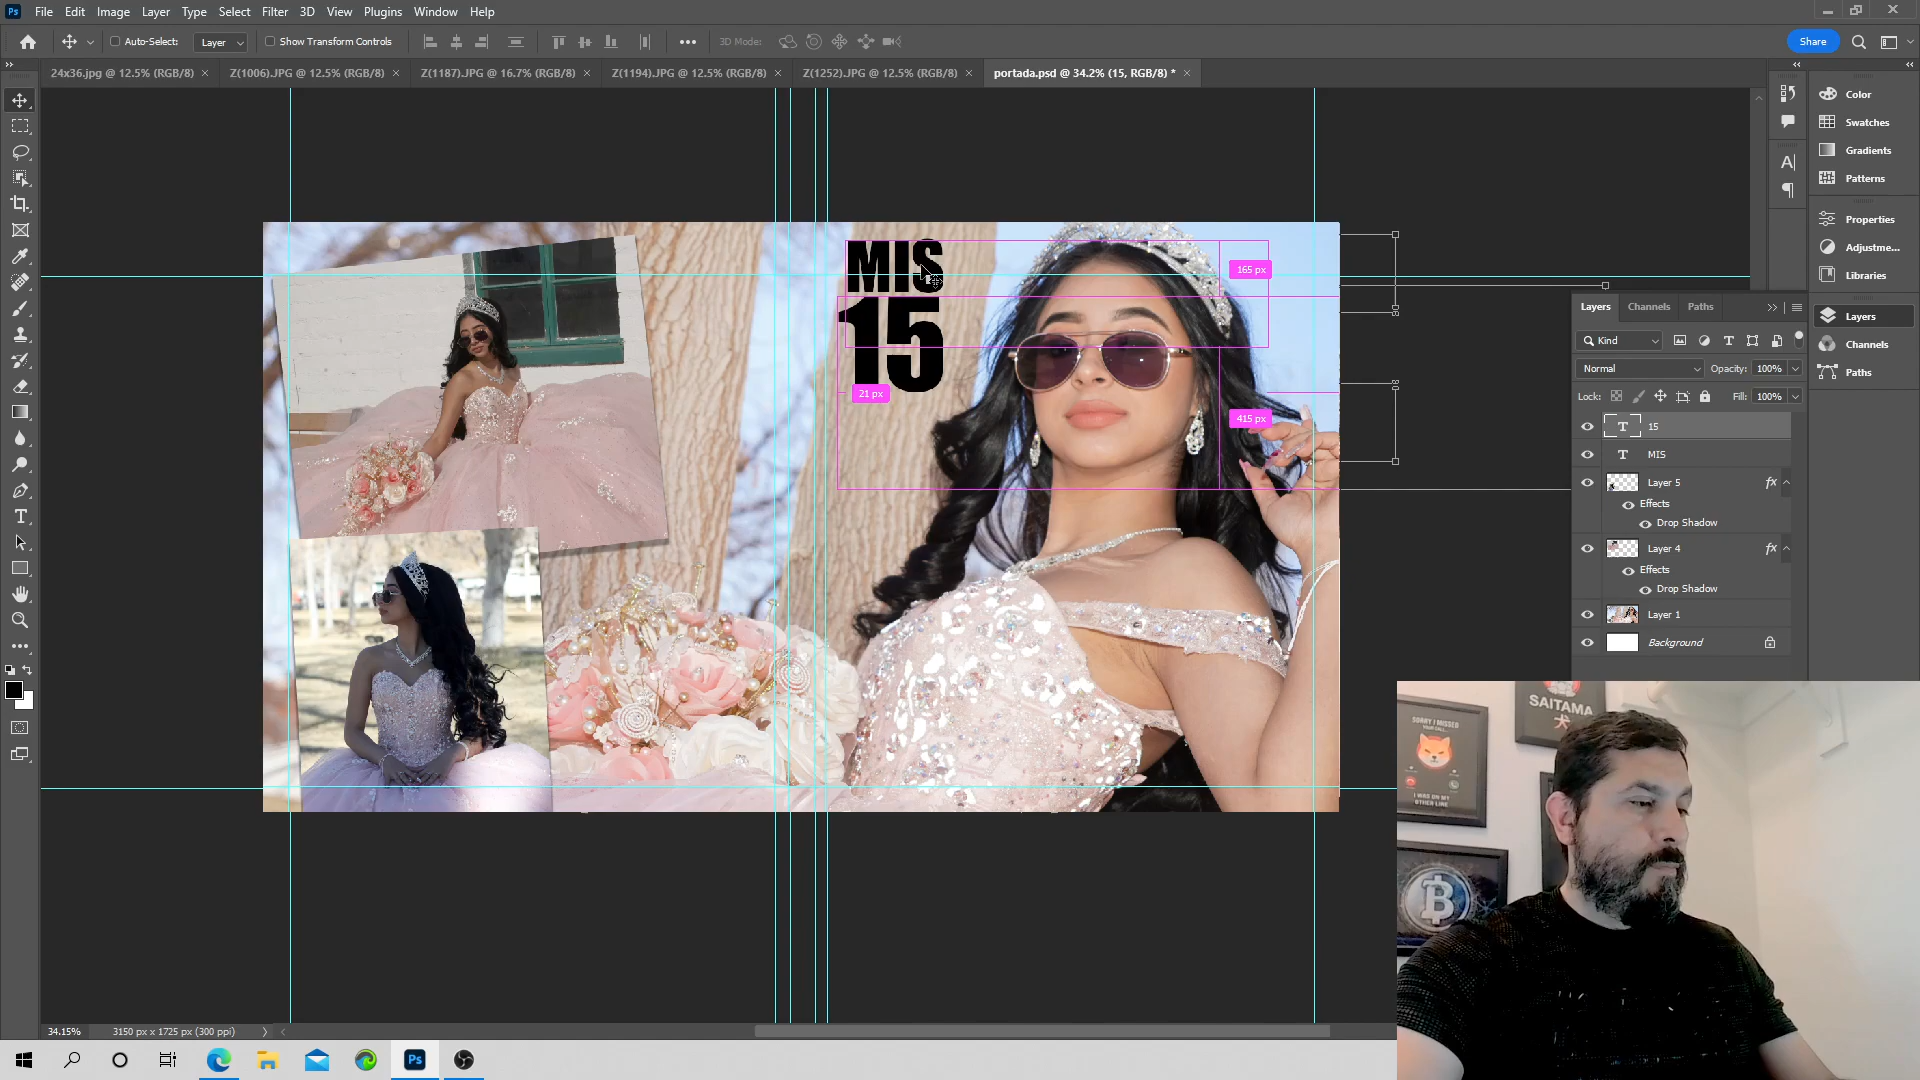 Ps File Edit Image Layer Type Select Filter 3D View Plugins Window Help
Auto-Select: Layer Show Transform Controls 3D Mode: Share
24x36.jpg @ 12.5% (RGB/8) × Z(1006).JPG @ 12.5% (RGB/8) × Z(1187).JPG @ 16.7% (RGB/8) × Z(1194).JPG @ 12.5% (RGB/8) × Z(1252).JPG @ 12.5% (RGB/8) × portada.psd @ 34.2% (15, RGB/8) * ×
Color
Swatches
Gradients
Patterns
Properties
Adjustme...
Libraries
Layers
Channels
Paths
MIS
15
165 px
21 px
415 px
Layers Channels Paths
Kind
Normal Opacity: 100%
Lock: Fill: 100%
T 15
T MIS
Layer 5 fx
Effects
Drop Shadow
Layer 4 fx
Effects
Drop Shadow
Layer 1
Background
SORRY I MISSED
YOUR CALL..
I WAS ON MY
OTHER LINE
SAITAMA
34.15% 3150 px x 1725 px (300 ppi)
Ps